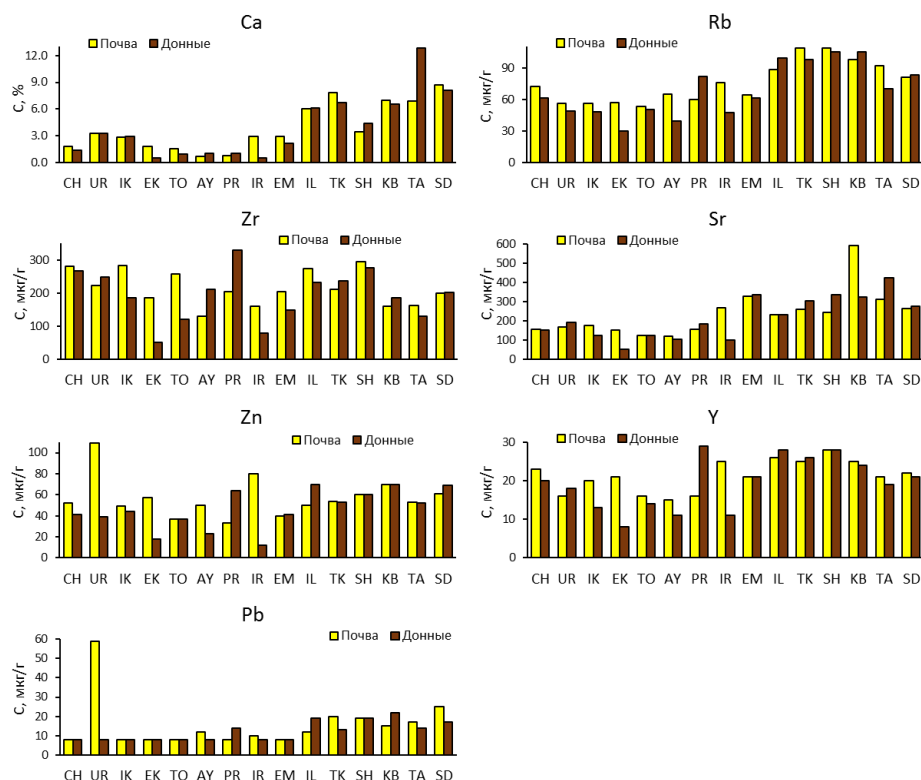 Ca
Почва Донные
C, %
12.0
9.0
6.0
3.0
0.0
CH UR IK EK TO AY PR IR EM IL TK SH KB TA SD
Rb
Почва Донные
C, мкг/г
90
60
30
0
CH UR IK EK TO AY PR IR EM IL TK SH KB TA SD
Zr
Почва Донные
C, мкг/г
300
200
100
0
CH UR IK EK TO AY PR IR EM IL TK SH KB TA SD
Sr
Почва Донные
C, мкг/г
600
500
400
300
200
100
0
CH UR IK EK TO AY PR IR EM IL TK SH KB TA SD
Zn
Почва Донные
C, мкг/г
100
80
60
40
20
0
CH UR IK EK TO AY PR IR EM IL TK SH KB TA SD
Y
Почва Донные
C, мкг/г
30
20
10
0
CH UR IK EK TO AY PR IR EM IL TK SH KB TA SD
Pb
Почва Донные
C, мкг/г
60
50
40
30
20
10
0
CH UR IK EK TO AY PR IR EM IL TK SH KB TA SD